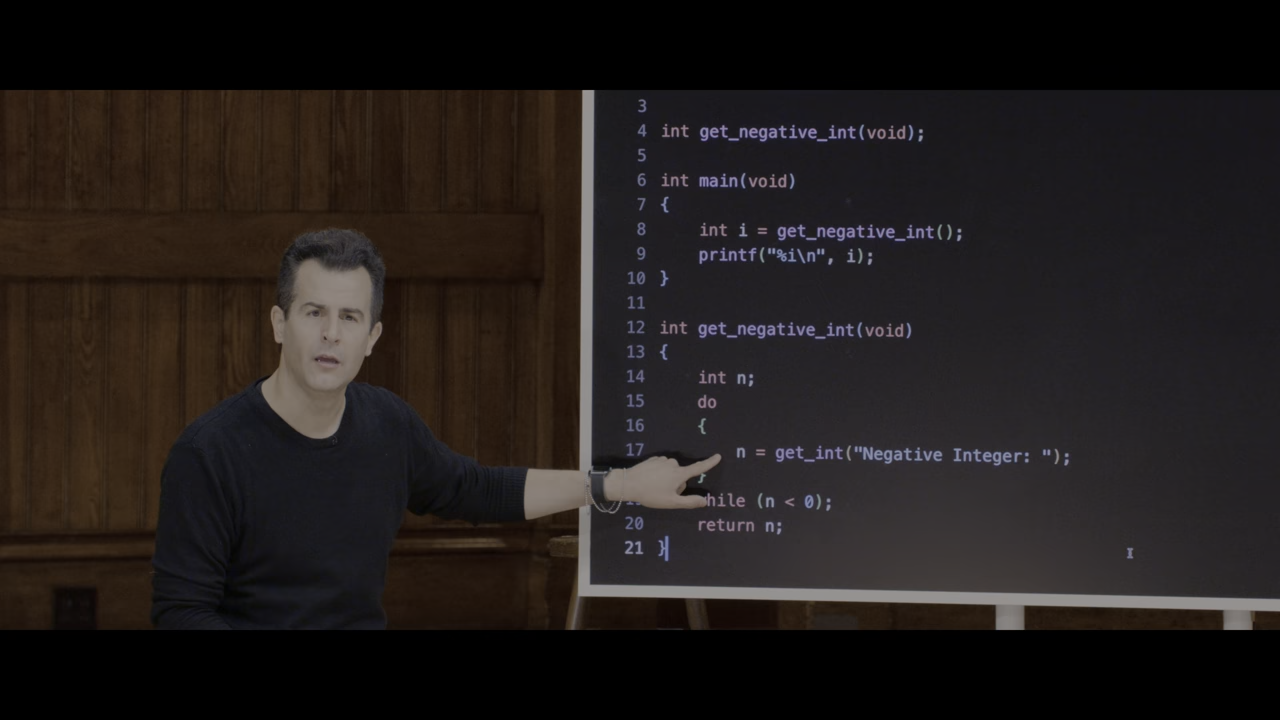 3
4 int get_negative_int(void);
5
6 int main(void)
7 {
8 int i = get_negative_int();
9 printf("%i\n", i);
10 }
11
12 int get_negative_int(void)
13 {
14 int n;
15 do
16 {
17 n = get_int("Negative Integer: ");
}
while (n < 0);
20 return n;
21 }